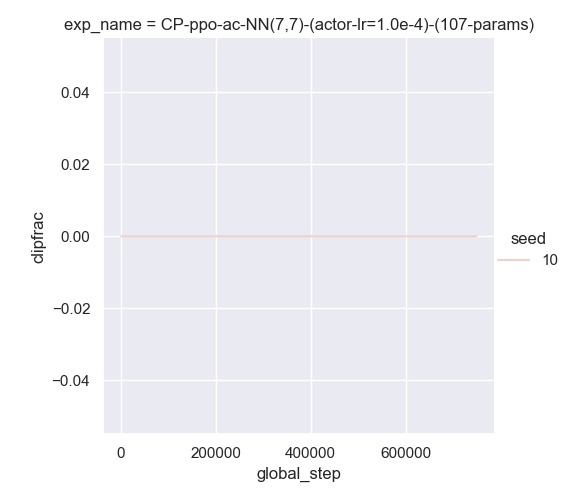 exp_name = CP-ppo-ac-NN(7,7)-(actor-lr=1.0e-4)-(107-params)
0.04
0.02
0.00
−0.02
−0.04
clipfrac
0 200000 400000 600000
global_step
seed
10